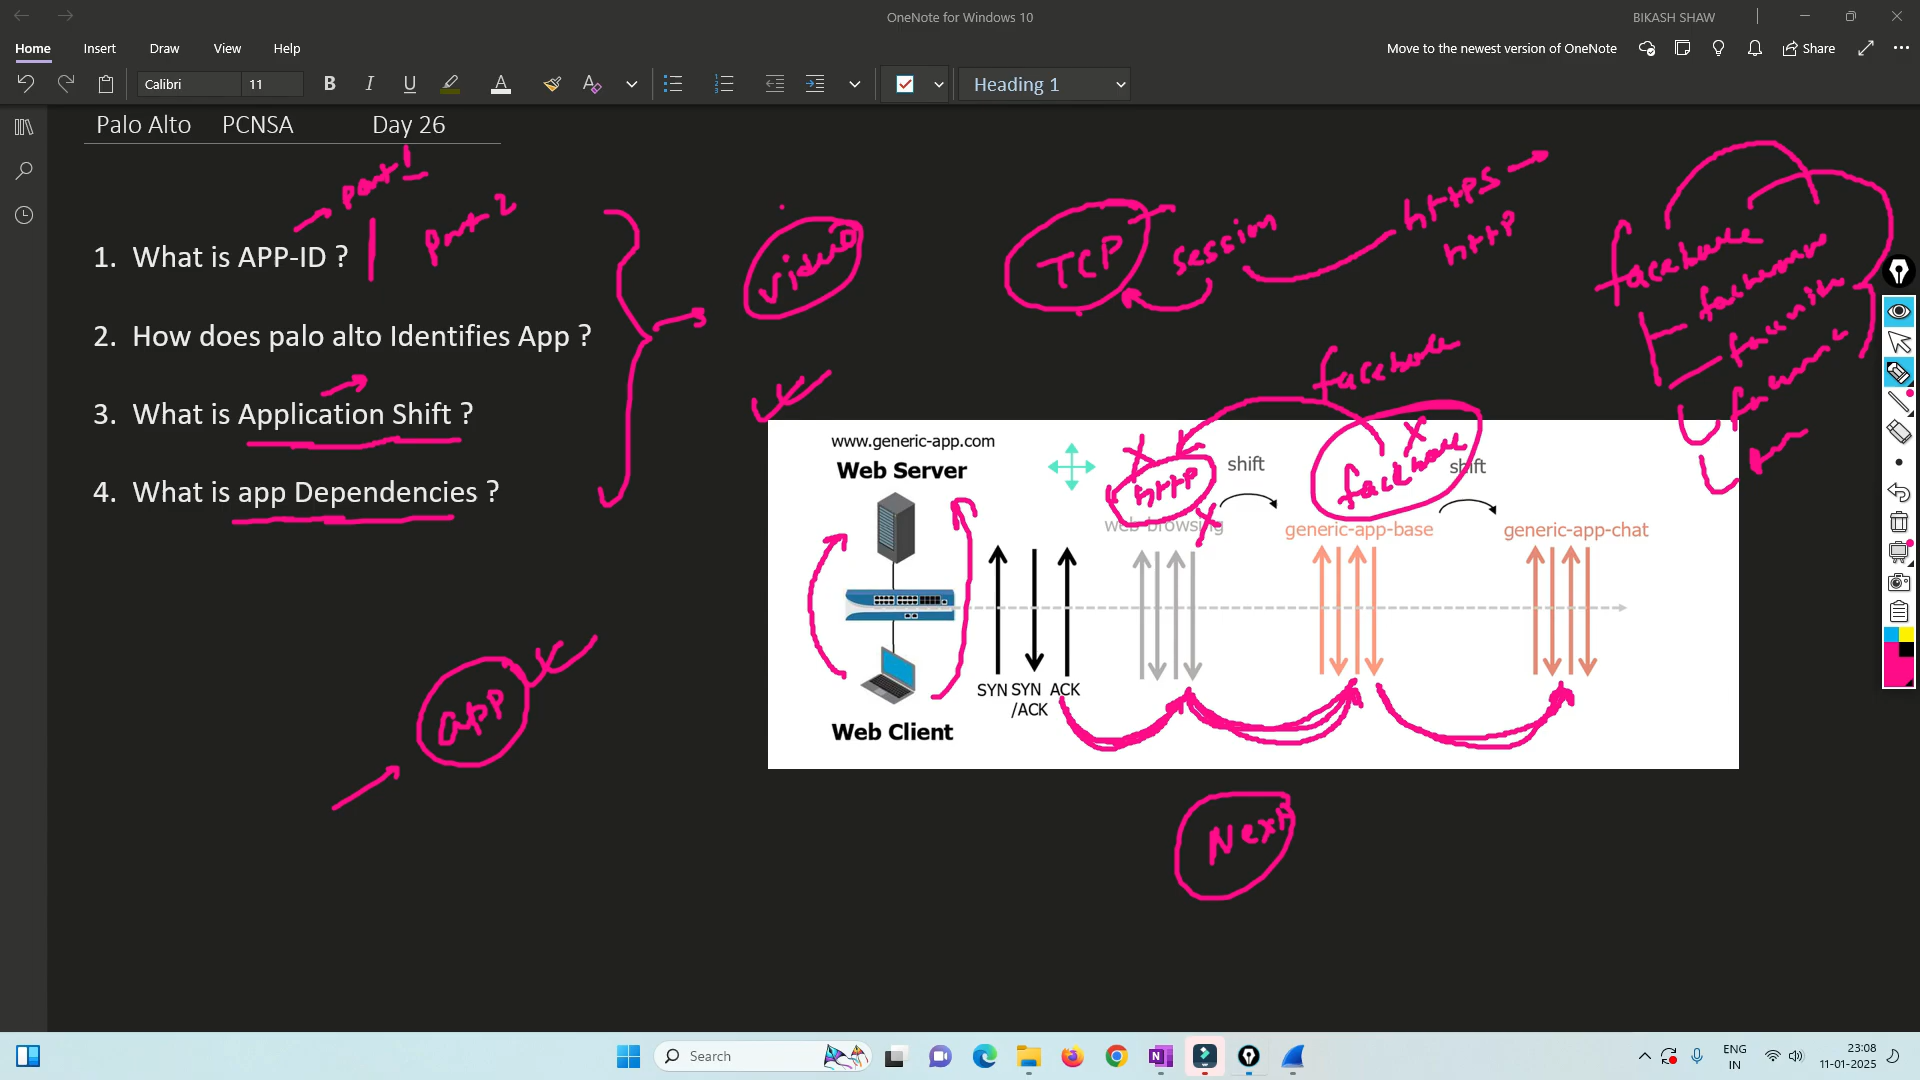 OneNote for Windows 10
BIKASH SHAW
Home Insert Draw View Help
Move to the newest version of OneNote
Share
Calibri 11 B I U A A Heading 1
Palo Alto PCNSA Day 26
part 1
part 2
1. What is APP-ID ?
2. How does palo alto Identifies App ?
3. What is Application Shift ?
4. What is app Dependencies ?
video
TCP
session
https
http
facebook
facebook
www.generic-app.com
Web Server
http
facebook
shift
shift
web-browsing
generic-app-base
generic-app-chat
SYN SYN ACK
/ACK
Web Client
app
Next
Search
ENG
IN
23:08
11-01-2025